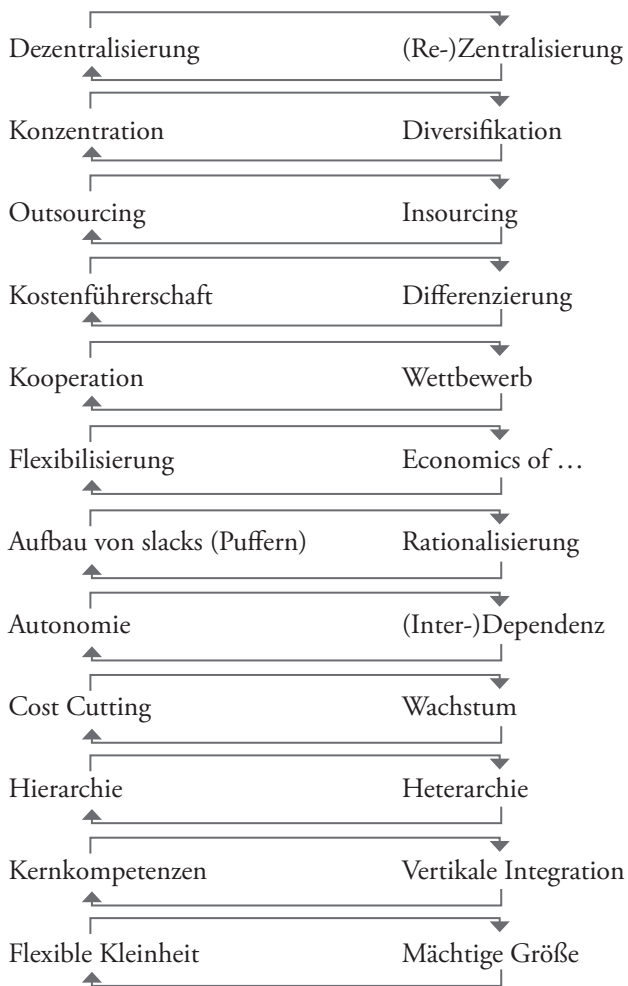 Dezentralisierung (Re-)Zentralisierung
Konzentration Diversifikation
Outsourcing Insourcing
Kostenführerschaft Differenzierung
Kooperation Wettbewerb
Flexibilisierung Economics of …
Aufbau von slacks (Puffern) Rationalisierung
Autonomie (Inter-)Dependenz
Cost Cutting Wachstum
Hierarchie Heterarchie
Kernkompetenzen Vertikale Integration
Flexible Kleinheit Mächtige Größe